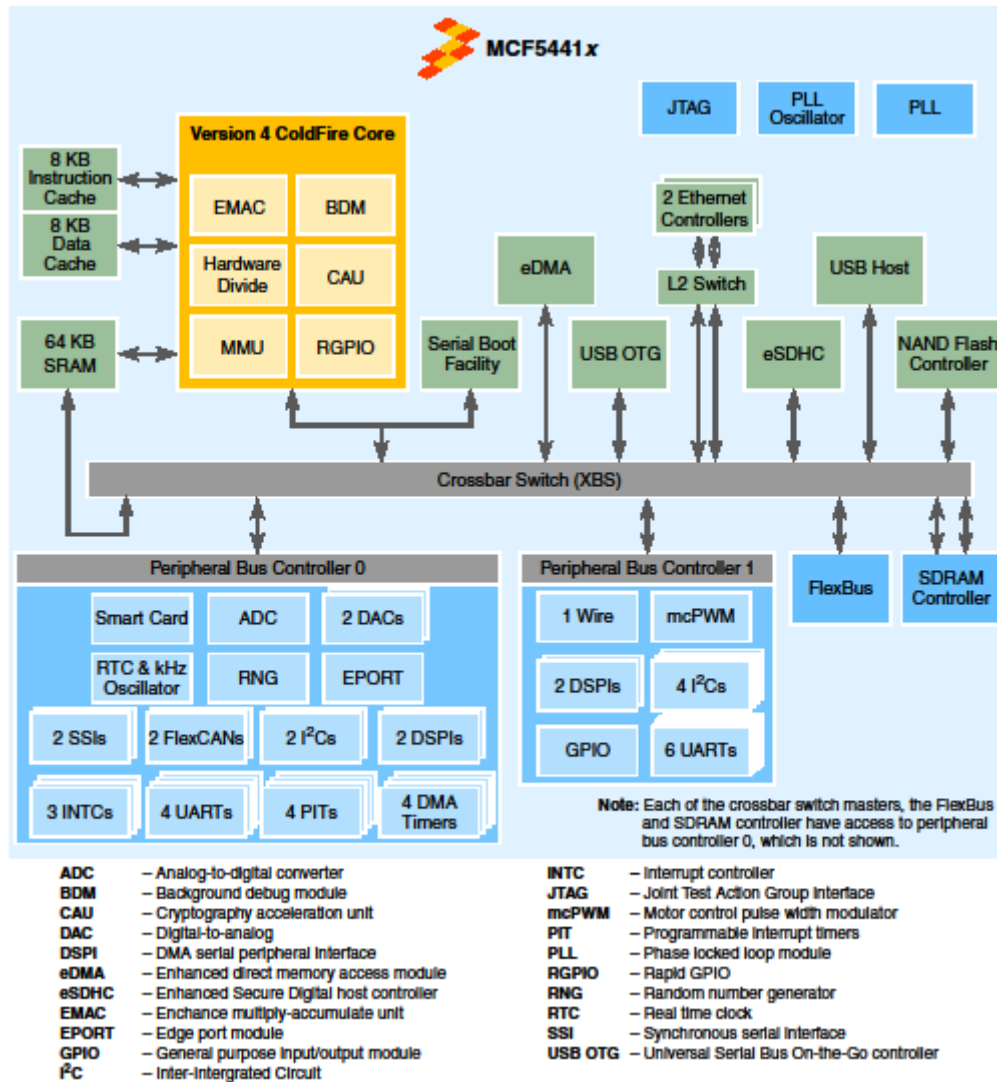 MCF5441x
JTAG
PLL
Oscillator
PLL
Version 4 ColdFire Core
EMAC
BDM
Hardware
Divide
CAU
MMU
RGPIO
8 KB
Instruction
Cache
8 KB
Data
Cache
64 KB
SRAM
Serial Boot
Facility
eDMA
USB OTG
2 Ethernet
Controllers
L2 Switch
eSDHC
USB Host
NAND Flash
Controller
Crossbar Switch (XBS)
Peripheral Bus Controller 0
Smart Card
ADC
2 DACs
RTC & kHz
Oscillator
RNG
EPORT
2 SSIs
2 FlexCANs
2 I²Cs
2 DSPIs
3 INTCs
4 UARTs
4 PITs
4 DMA
Timers
Peripheral Bus Controller 1
1 Wire
mcPWM
2 DSPIs
4 I²Cs
GPIO
6 UARTs
FlexBus
SDRAM
Controller
Note: Each of the crossbar switch masters, the FlexBus
and SDRAM controller have access to peripheral
bus controller 0, which is not shown.
ADC – Analog-to-digital converter
BDM – Background debug module
CAU – Cryptography acceleration unit
DAC – Digital-to-analog
DSPI – DMA serial peripheral interface
eDMA – Enhanced direct memory access module
eSDHC – Enhanced Secure Digital host controller
EMAC – Enchance multiply-accumulate unit
EPORT – Edge port module
GPIO – General purpose input/output module
I²C – Inter-Intergrated Circuit
INTC – Interrupt controller
JTAG – Joint Test Action Group interface
mcPWM – Motor control pulse width modulator
PIT – Programmable interrupt timers
PLL – Phase locked loop module
RGPIO – Rapid GPIO
RNG – Random number generator
RTC – Real time clock
SSI – Synchronous serial interface
USB OTG – Universal Serial Bus On-the-Go controller